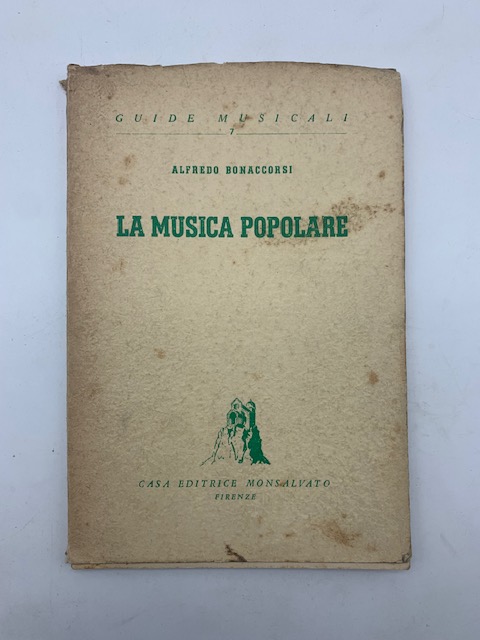 GUIDE MUSICALI
7
ALFREDO BONACCORSI
LA MUSICA POPOLARE
CASA EDITRICE MONSALVATO
FIRENZE